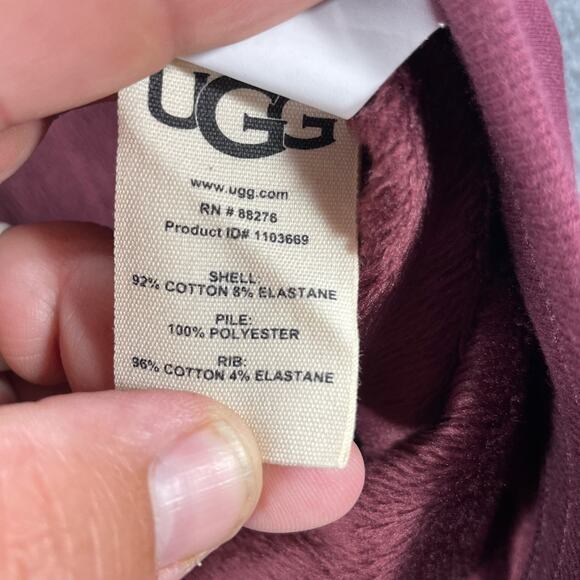 UGG
www.ugg.com
RN # 88276
Product ID# 1103669
SHELL:
92% COTTON 8% ELASTANE
PILE:
100% POLYESTER
RIB:
96% COTTON 4% ELASTANE